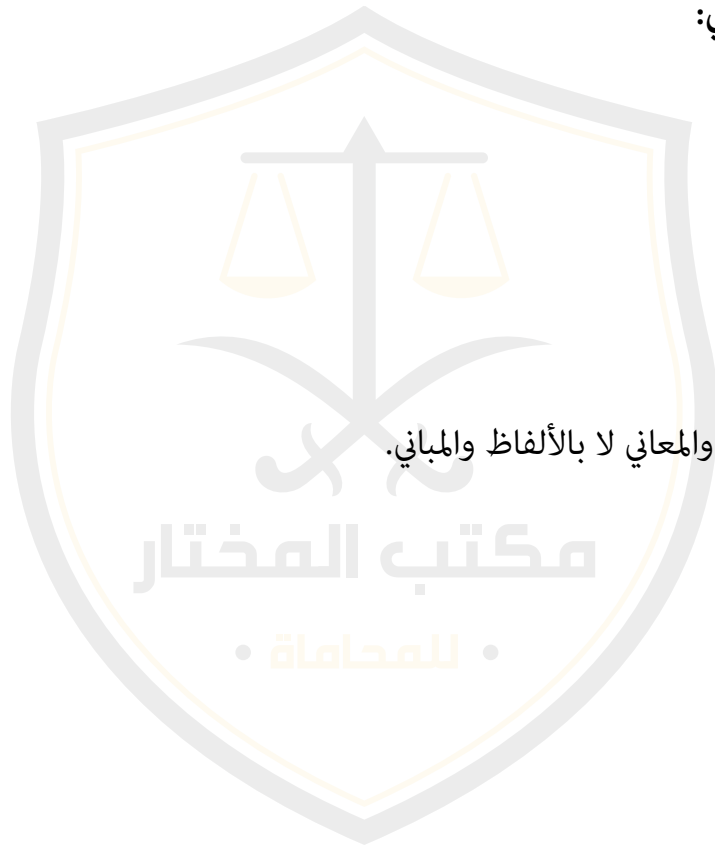 والمعاني لا بالألفاظ والمباني.
مكتب المختار
• للمحاماة •